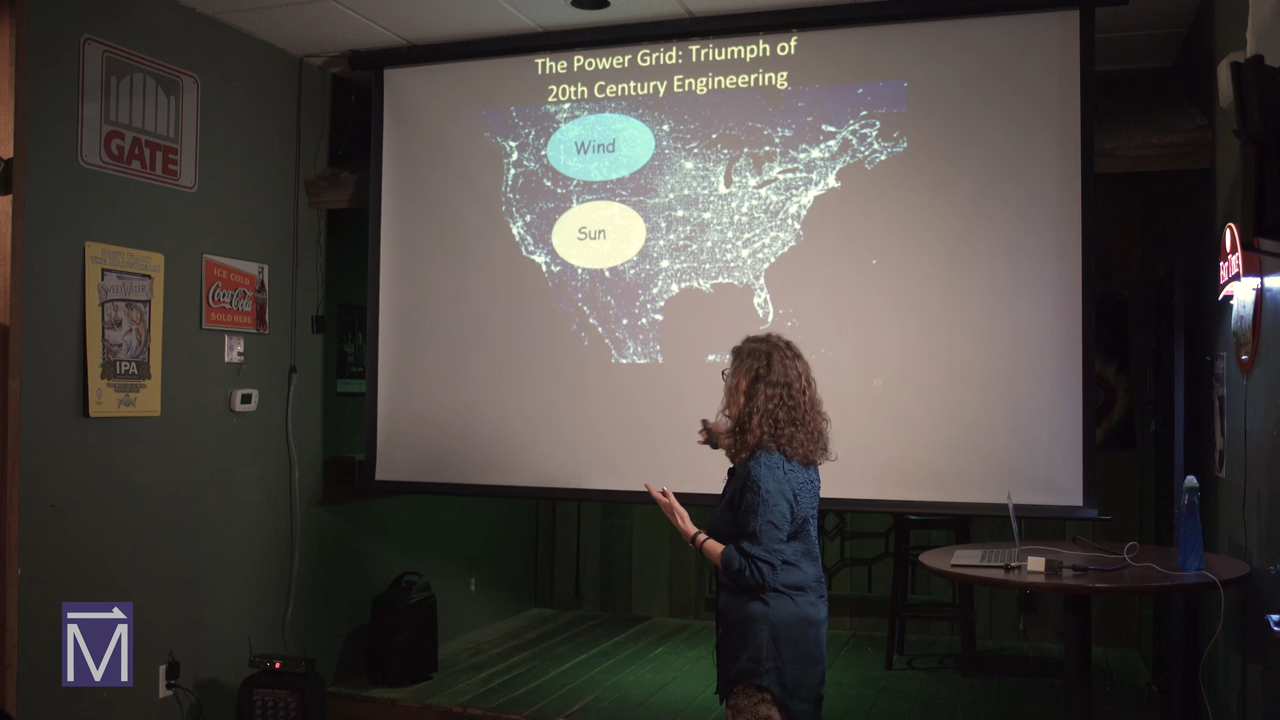 The Power Grid: Triumph of
20th Century Engineering
Wind
Sun
GATE
SWEETWATER
IPA
ICE COLD
Coca-Cola
SOLD HERE
M